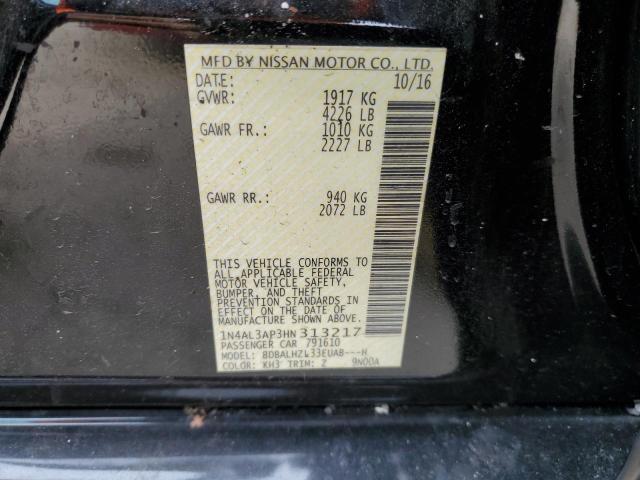 MFD BY NISSAN MOTOR CO., LTD.
DATE: 10/16
GVWR: 1917 KG
4226 LB
GAWR FR.: 1010 KG
2227 LB
GAWR RR.: 940 KG
2072 LB
THIS VEHICLE CONFORMS TO
ALL APPLICABLE FEDERAL
MOTOR VEHICLE SAFETY,
BUMPER, AND THEFT
PREVENTION STANDARDS IN
EFFECT ON THE DATE OF
MANUFACTURE SHOWN ABOVE.
1N4AL3AP3HN313217
PASSENGER CAR 791610
MODEL:
COLOR: KH3 TRIM: Z 9N00A